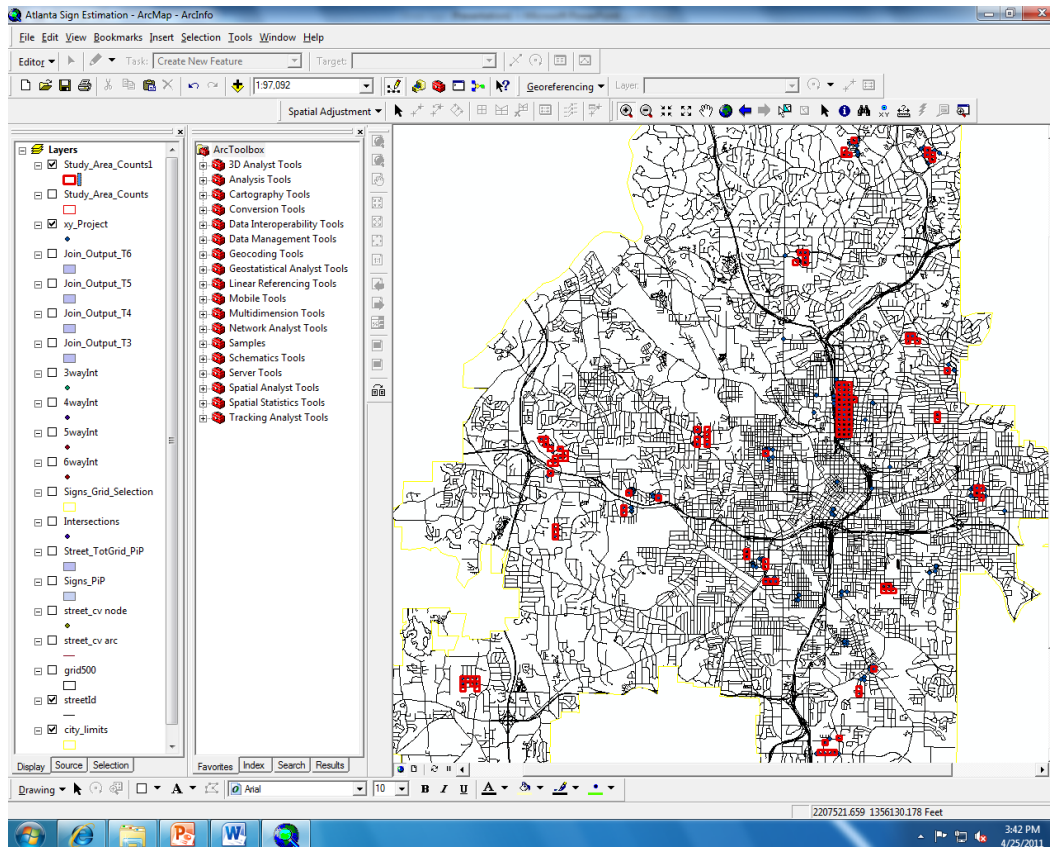 Atlanta Sign Estimation - ArcMap - ArcInfo
File Edit View Bookmarks Insert Selection Tools Window Help
Editor Task: Create New Feature Target:
1:97,092 Georeferencing Layer:
Spatial Adjustment
Layers
Study_Area_Counts1
Study_Area_Counts
xy_Project
Join_Output_T6
Join_Output_T5
Join_Output_T4
Join_Output_T3
3wayInt
4wayInt
5wayInt
6wayInt
Signs_Grid_Selection
Intersections
Street_TotGrid_PiP
Signs_PiP
street_cv node
street_cv arc
grid500
streetld
city_limits
Display Source Selection
ArcToolbox
3D Analyst Tools
Analysis Tools
Cartography Tools
Conversion Tools
Data Interoperability Tools
Data Management Tools
Geocoding Tools
Geostatistical Analyst Tools
Linear Referencing Tools
Mobile Tools
Multidimension Tools
Network Analyst Tools
Samples
Schematics Tools
Server Tools
Spatial Analyst Tools
Spatial Statistics Tools
Tracking Analyst Tools
Favorites Index Search Results
Drawing A Arial 10 B I U A
2207521.659 1356130.178 Feet
3:42 PM
4/25/2011